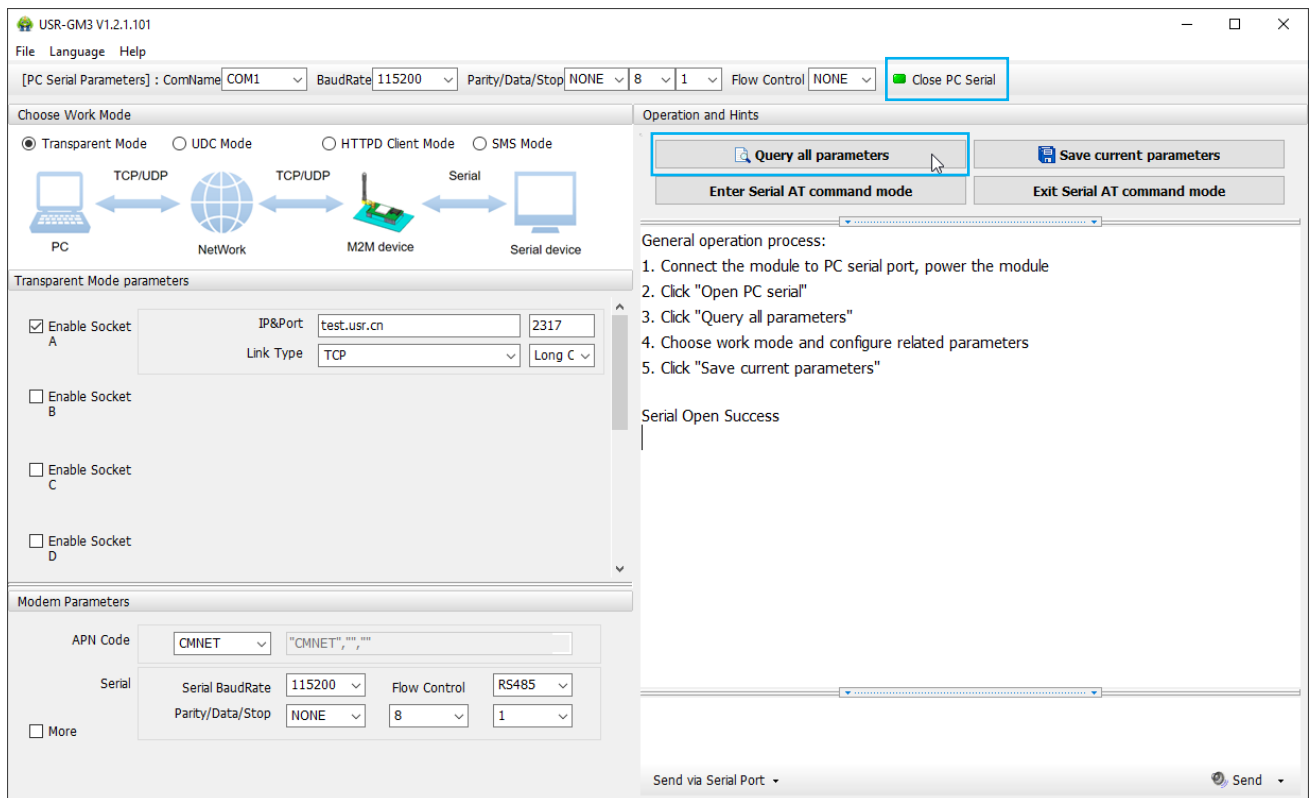 USR-GM3 V1.2.1.101
File Language Help
[PC Serial Parameters] : ComName COM1 BaudRate 115200 Parity/Data/Stop NONE 8 1 Flow Control NONE Close PC Serial
Choose Work Mode
Transparent Mode UDC Mode HTTPD Client Mode SMS Mode
TCP/UDP TCP/UDP Serial
PC NetWork M2M device Serial device
Transparent Mode parameters
Enable Socket A
IP&Port test.usr.cn 2317
Link Type TCP Long C
Enable Socket B
Enable Socket C
Enable Socket D
Modem Parameters
APN Code CMNET "CMNET","",""
Serial Serial BaudRate 115200 Flow Control RS485
Parity/Data/Stop NONE 8 1
More
Operation and Hints
Query all parameters Save current parameters
Enter Serial AT command mode Exit Serial AT command mode
General operation process:
1. Connect the module to PC serial port, power the module
2. Click "Open PC serial"
3. Click "Query all parameters"
4. Choose work mode and configure related parameters
5. Click "Save current parameters"
Serial Open Success
Send via Serial Port Send